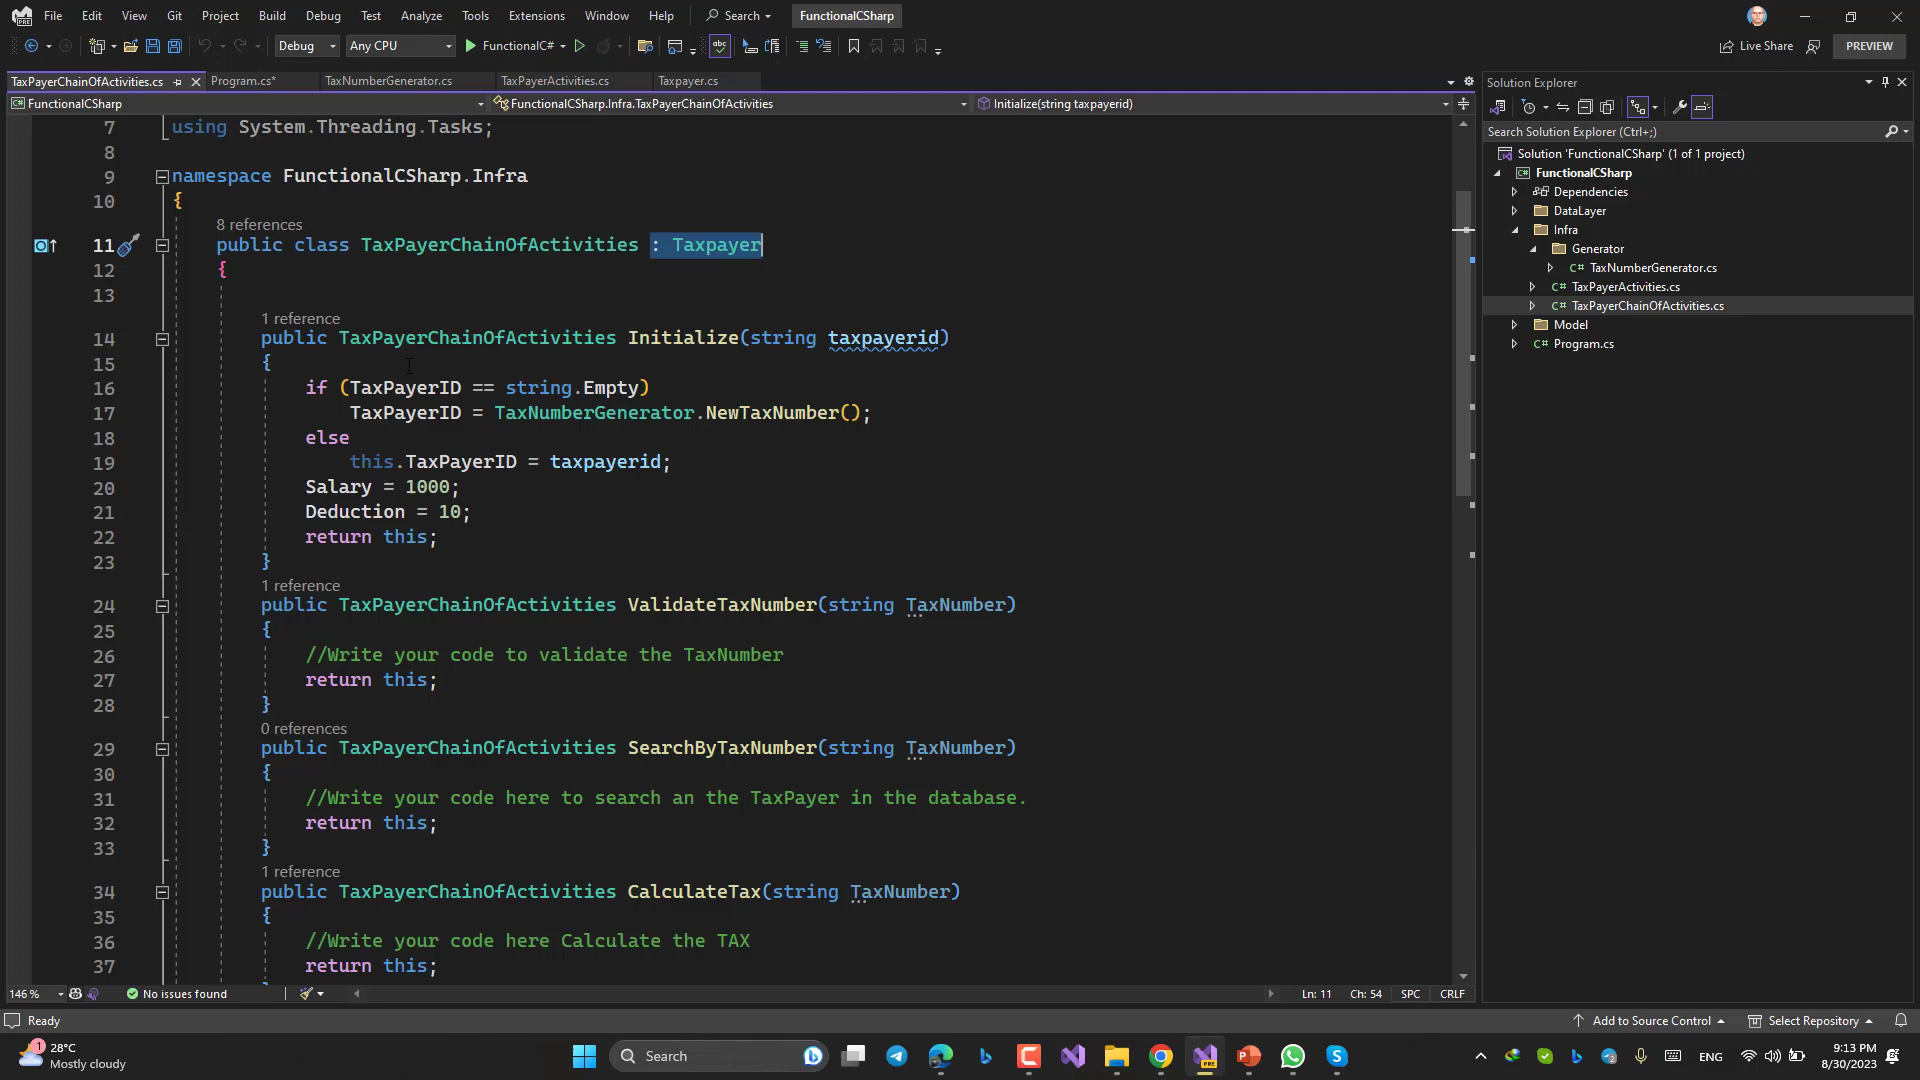 File Edit View Git Project Build Debug Test Analyze Tools Extensions Window Help Search FunctionalCSharp
Debug Any CPU FunctionalC# Live Share PREVIEW
TaxPayerChainOfActivities.cs Program.cs* TaxNumberGenerator.cs TaxPayerActivities.cs Taxpayer.cs
FunctionalCSharp FunctionalCSharp.Infra.TaxPayerChainOfActivities Initialize(string taxpayerid)
7 using System.Threading.Tasks;
8
9 namespace FunctionalCSharp.Infra
10 {
8 references
11 public class TaxPayerChainOfActivities : Taxpayer
12 {
13
1 reference
14 public TaxPayerChainOfActivities Initialize(string taxpayerid)
15 {
16 if (TaxPayerID == string.Empty)
17 TaxPayerID = TaxNumberGenerator.NewTaxNumber();
18 else
19 this.TaxPayerID = taxpayerid;
20 Salary = 1000;
21 Deduction = 10;
22 return this;
23 }
1 reference
24 public TaxPayerChainOfActivities ValidateTaxNumber(string TaxNumber)
25 {
26 //Write your code to validate the TaxNumber
27 return this;
28 }
0 references
29 public TaxPayerChainOfActivities SearchByTaxNumber(string TaxNumber)
30 {
31 //Write your code here to search an the TaxPayer in the database.
32 return this;
33 }
1 reference
34 public TaxPayerChainOfActivities CalculateTax(string TaxNumber)
35 {
36 //Write your code here Calculate the TAX
37 return this;
146 % No issues found Ln: 11 Ch: 54 SPC CRLF
Solution Explorer
Search Solution Explorer (Ctrl+;)
Solution 'FunctionalCSharp' (1 of 1 project)
C# FunctionalCSharp
Dependencies
DataLayer
Infra
Generator
C# TaxNumberGenerator.cs
C# TaxPayerActivities.cs
C# TaxPayerChainOfActivities.cs
Model
C# Program.cs
Ready Add to Source Control Select Repository
1 28°C
Mostly cloudy
Search
ENG
9:13 PM
8/30/2023